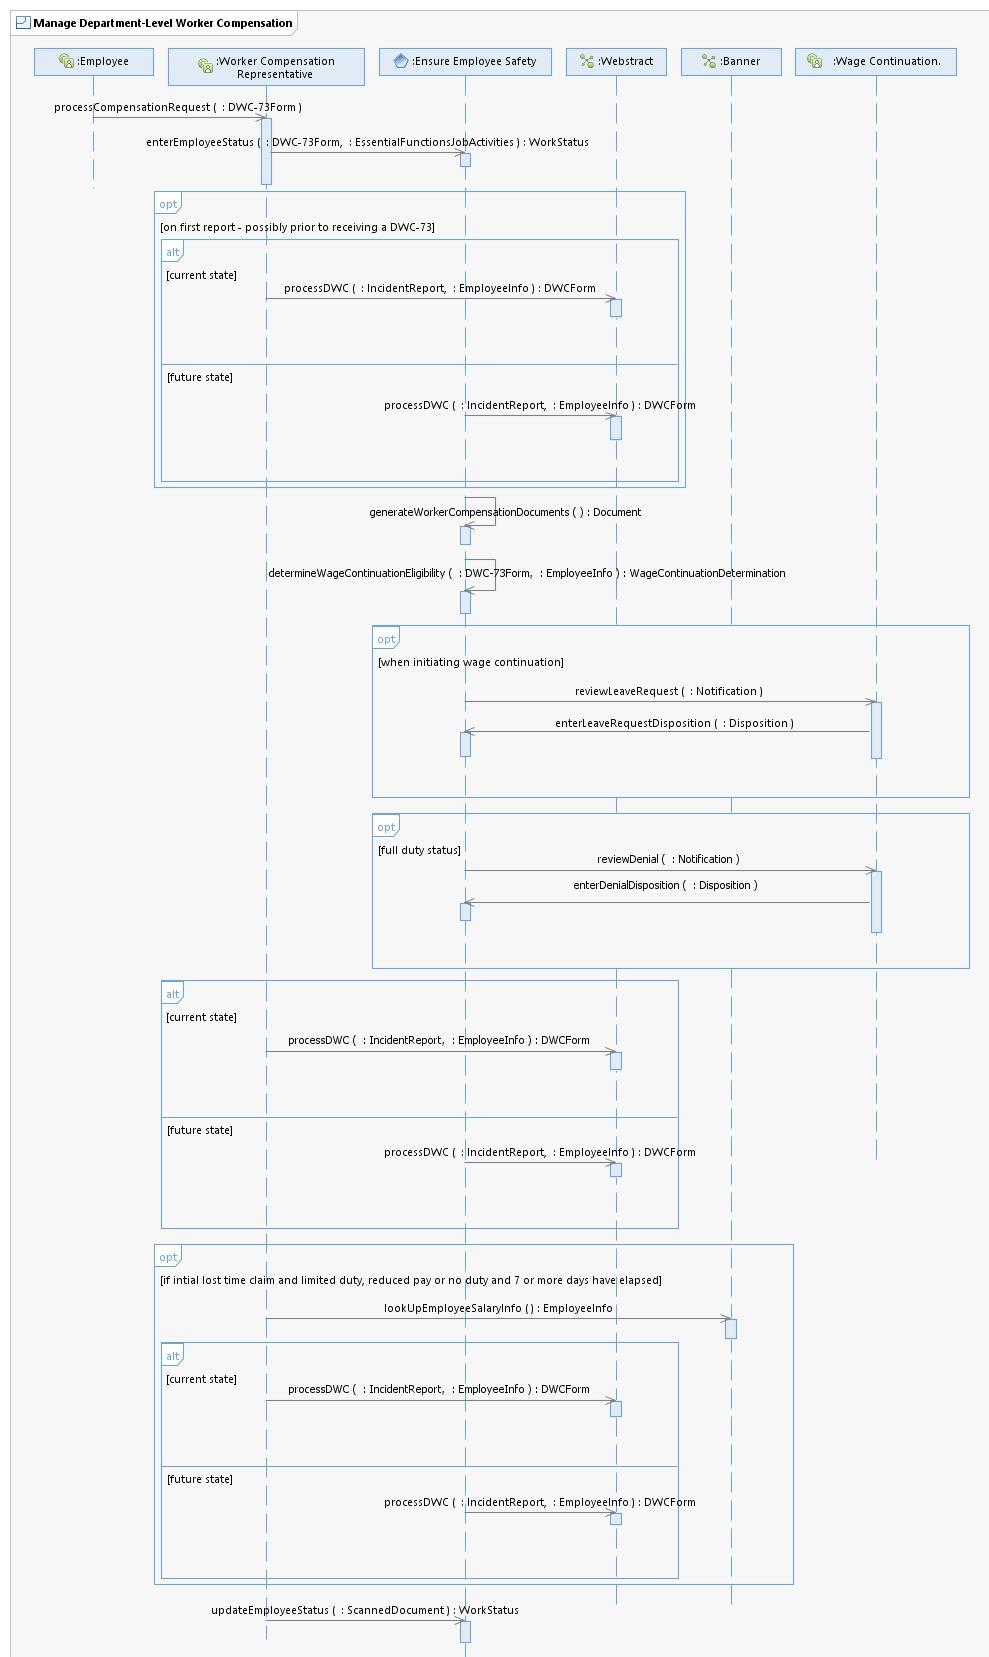 Manage Department-Level Worker Compensation
:Employee
:Worker Compensation
Representative
:Ensure Employee Safety
:Webstract
:Banner
:Wage Continuation.
processCompensationRequest ( : DWC-73Form )
enterEmployeeStatus ( : DWC-73Form, : EssentialFunctionsJobActivities ) : WorkStatus
opt
[on first report - possibly prior to receiving a DWC-73]
alt
[current state]
processDWC ( : IncidentReport, : EmployeeInfo ) : DWCForm
[future state]
processDWC ( : IncidentReport, : EmployeeInfo ) : DWCForm
generateWorkerCompensationDocuments ( ) : Document
determineWageContinuationEligibility ( : DWC-73Form, : EmployeeInfo ) : WageContinuationDetermination
opt
[when initiating wage continuation]
reviewLeaveRequest ( : Notification )
enterLeaveRequestDisposition ( : Disposition )
opt
[full duty status]
reviewDenial ( : Notification )
enterDenialDisposition ( : Disposition )
alt
[current state]
processDWC ( : IncidentReport, : EmployeeInfo ) : DWCForm
[future state]
processDWC ( : IncidentReport, : EmployeeInfo ) : DWCForm
opt
[if intial lost time claim and limited duty, reduced pay or no duty and 7 or more days have elapsed]
lookUpEmployeeSalaryInfo ( ) : EmployeeInfo
alt
[current state]
processDWC ( : IncidentReport, : EmployeeInfo ) : DWCForm
[future state]
processDWC ( : IncidentReport, : EmployeeInfo ) : DWCForm
updateEmployeeStatus ( : ScannedDocument ) : WorkStatus